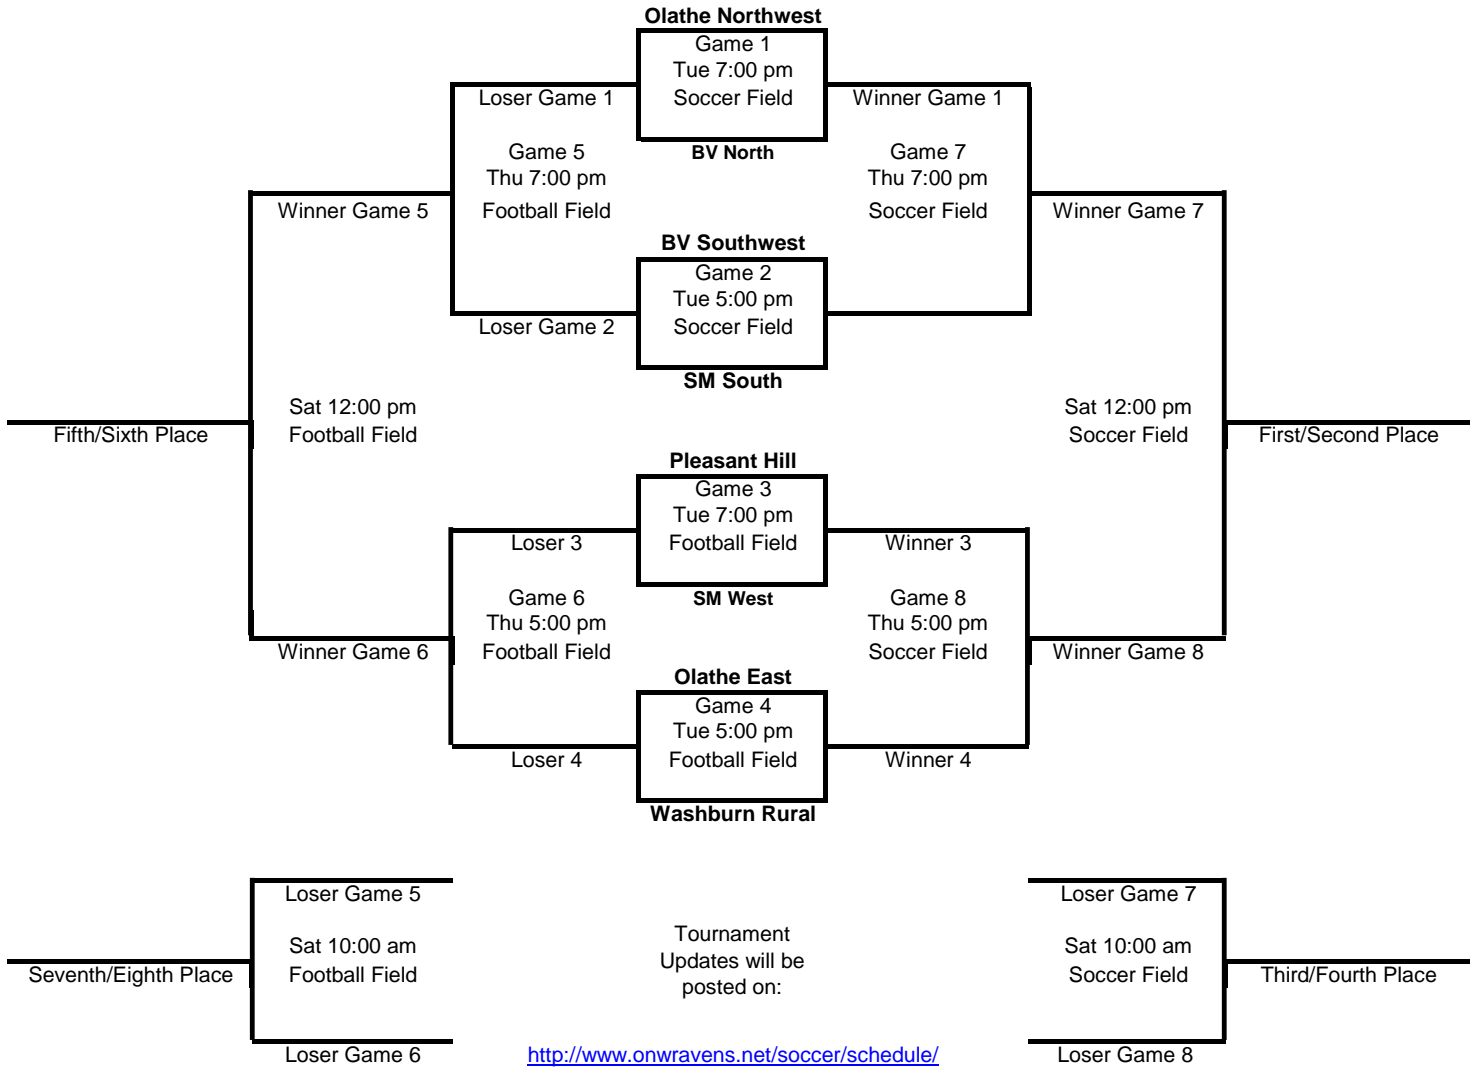 Olathe Northwest
Game 1
Tue 7:00 pm
Loser Game 1
Soccer Field
Winner Game 1
Game 5
BV North
Game 7
Thu 7:00 pm
Thu 7:00 pm
Winner Game 5
Football Field
Soccer Field
Winner Game 7
BV Southwest
Game 2
Tue 5:00 pm
Loser Game 2
Soccer Field
SM South
Sat 12:00 pm
Sat 12:00 pm
Fifth/Sixth Place
Football Field
Soccer Field
First/Second Place
Pleasant Hill
Game 3
Tue 7:00 pm
Loser 3
Football Field
Winner 3
Game 6
SM West
Game 8
Thu 5:00 pm
Thu 5:00 pm
Winner Game 6
Football Field
Soccer Field
Winner Game 8
Olathe East
Game 4
Tue 5:00 pm
Loser 4
Football Field
Winner 4
Washburn Rural
Loser Game 5
Loser Game 7
Sat 10:00 am
Tournament
Sat 10:00 am
Seventh/Eighth Place
Football Field
Updates will be
Soccer Field
Third/Fourth Place
posted on:
Loser Game 6
http://www.onwravens.net/soccer/schedule/
Loser Game 8